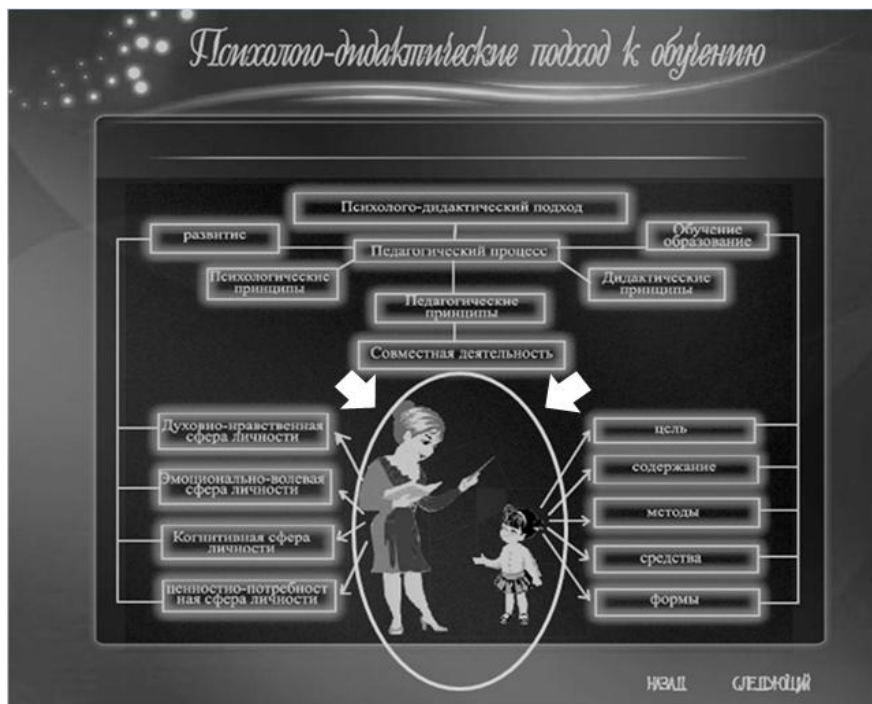 Психолого-дидактические подход к обучению
Психолого-дидактический подход
развитие
Обучение
образование
Педагогический процесс
Психологические
принципы
Дидактические
принципы
Педагогические
принципы
Совместная деятельность
Духовно-нравственная
сфера личности
Эмоционально-волевая
сфера личности
Когнитивная сфера
личности
ценностно-потребност
ная сфера личности
цель
содержание
методы
средства
формы
НАЗАД
СЛЕДУЮЩИЙ